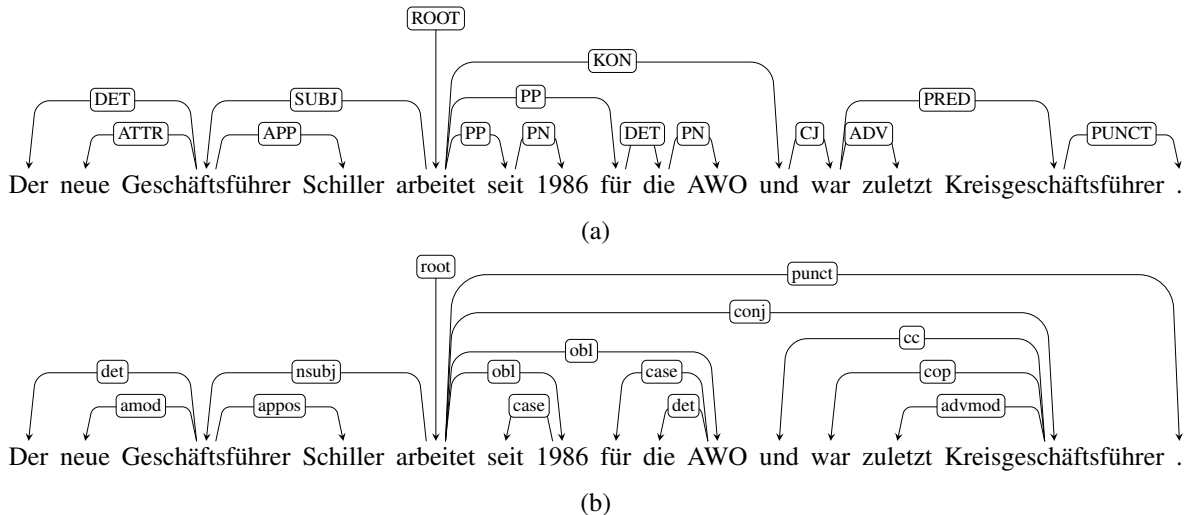 ROOT
KON
DET SUBJ PP PRED
ATTR APP PP PN DET PN CJ ADV PUNCT
Der neue Geschäftsführer Schiller arbeitet seit 1986 für die AWO und war zuletzt Kreisgeschäftsführer .
(a)
root punct
conj
obl cc
det nsubj obl case cop
amod appos case det advmod
Der neue Geschäftsführer Schiller arbeitet seit 1986 für die AWO und war zuletzt Kreisgeschäftsführer .
(b)